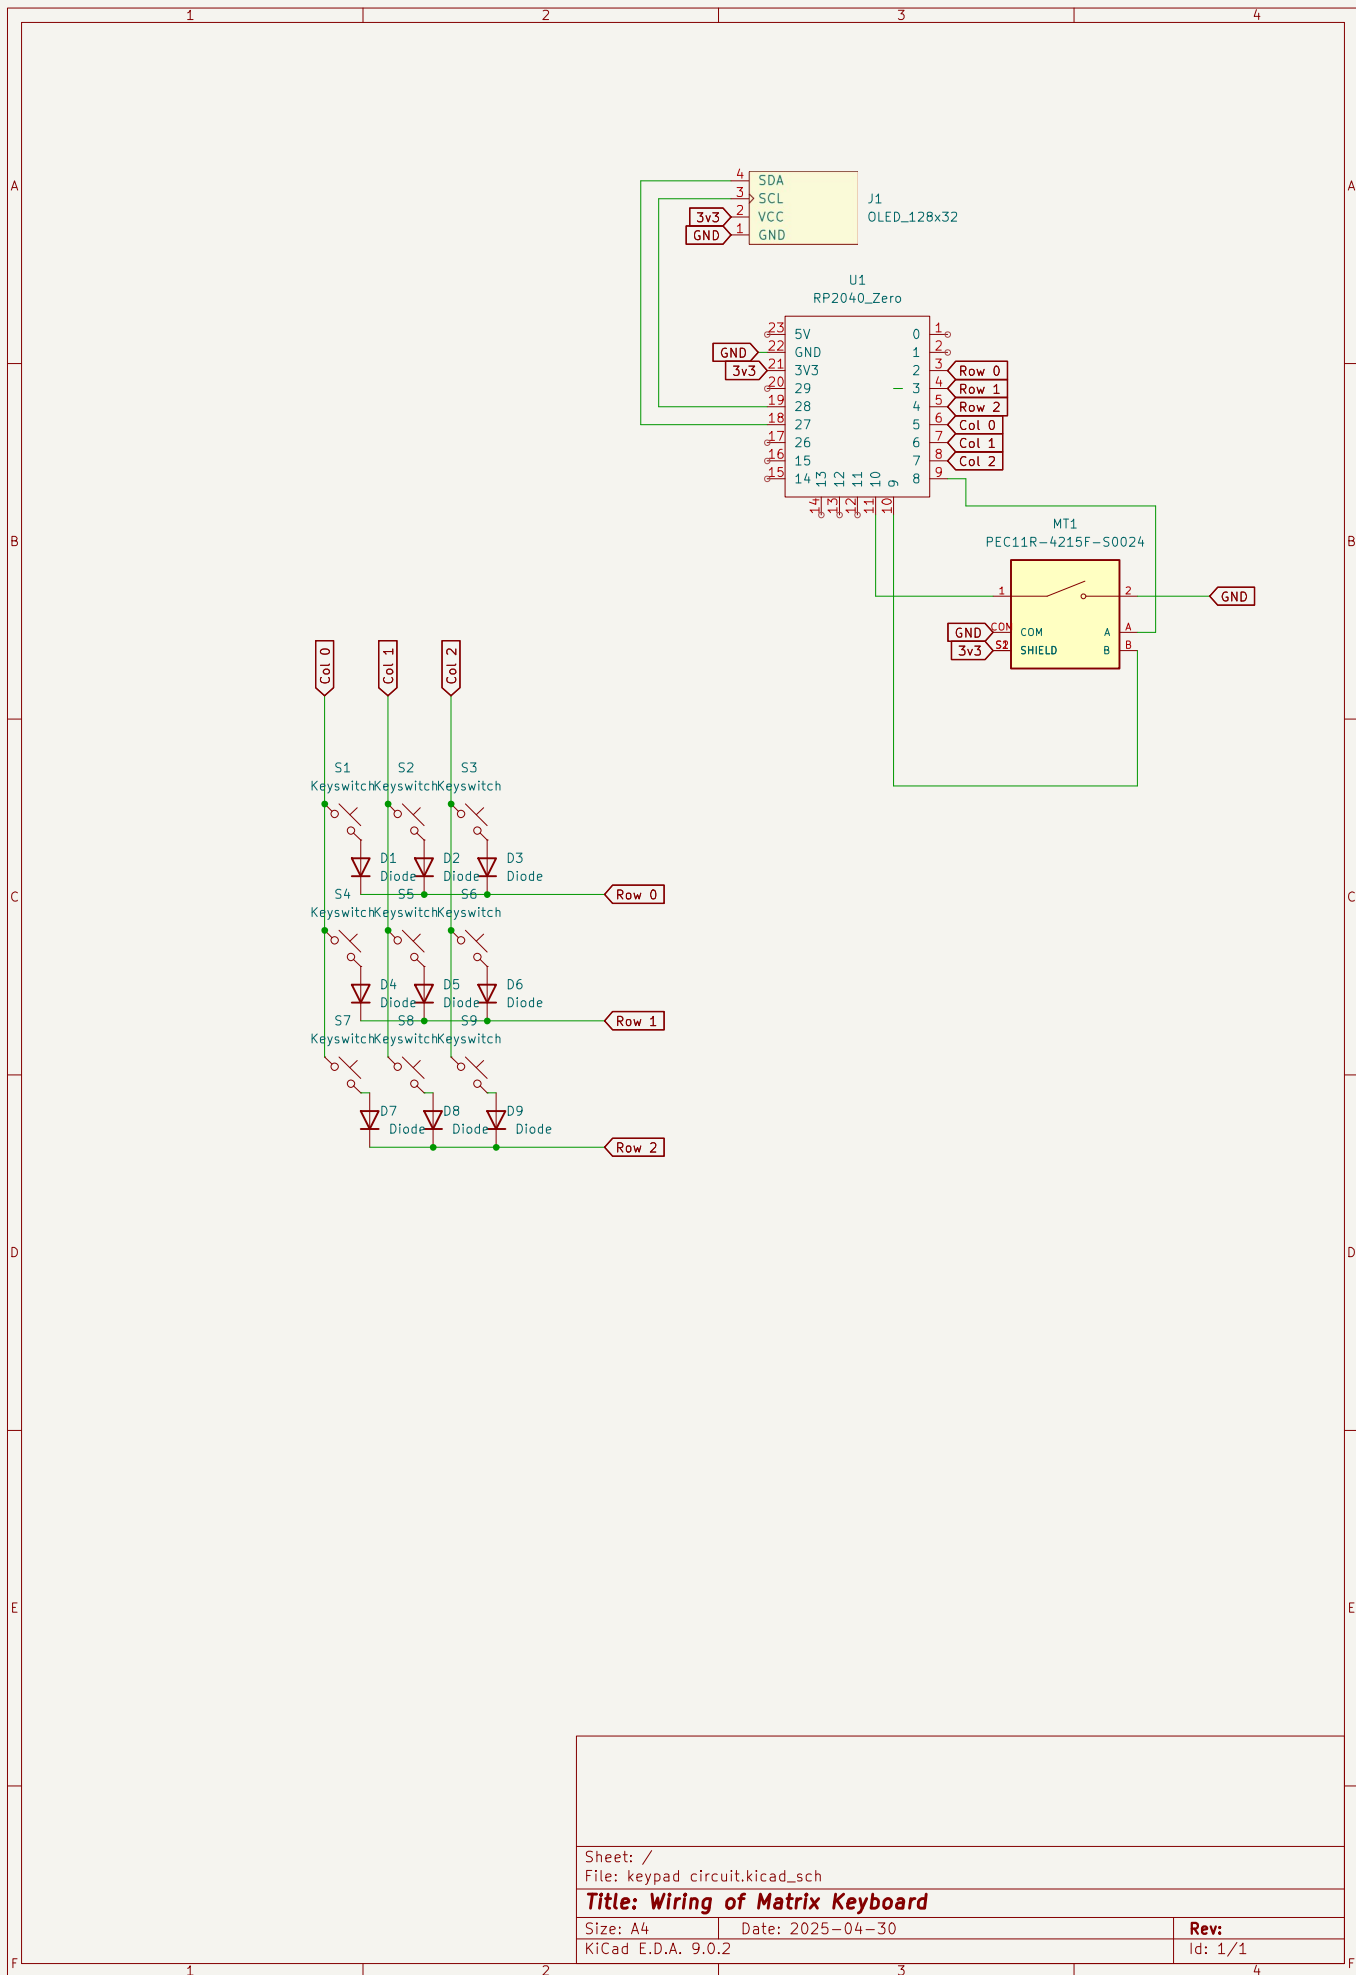 1 2 3 4
A A
4 SDA
3 SCL
3v3 2 VCC
GND 1 GND
J1
OLED_128x32
U1
RP2040_Zero
23 5V 0 1
GND 22 GND 1 2
3v3 21 3V3 2 3 Row 0
20 29 3 4 Row 1
19 28 4 5 Row 2
18 27 5 6 Col 0
17 26 6 7 Col 1
16 15 7 8 Col 2
15 14 13 12 11 10 9 8 9
14 13 12 11 10
MT1
B PEC11R-4215F-S0024 B
1 2 GND
GND COM COM A A
3v3 SHIELD B B
Col 0 Col 1 Col 2
S1 S2 S3
Keyswitch Keyswitch Keyswitch
D1 D2 D3
Diode Diode Diode
C C
Row 0
S4 S5 S6
Keyswitch Keyswitch Keyswitch
D4 D5 D6
Diode Diode Diode
Row 1
S7 S8 S9
Keyswitch Keyswitch Keyswitch
D7 D8 D9
Diode Diode Diode
Row 2
D D
E E
Sheet: /
File: keypad circuit.kicad_sch
Title: Wiring of Matrix Keyboard
Size: A4 Date: 2025-04-30 Rev:
KiCad E.D.A. 9.0.2 Id: 1/1
F F
1 2 3 4